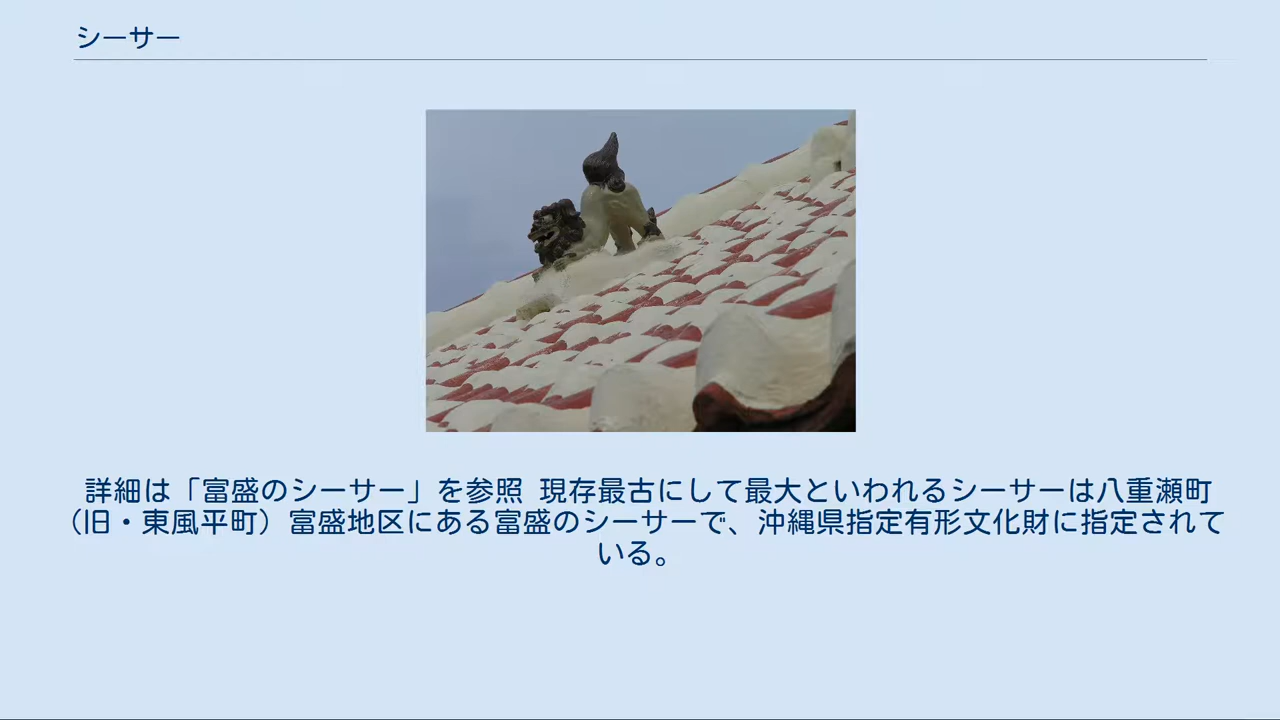 シーサー
詳細は「富盛のシーサー」を参照 現存最古にして最大といわれるシーサーは八重瀬町
（旧・東風平町）富盛地区にある富盛のシーサーで、沖縄県指定有形文化財に指定されて
いる。